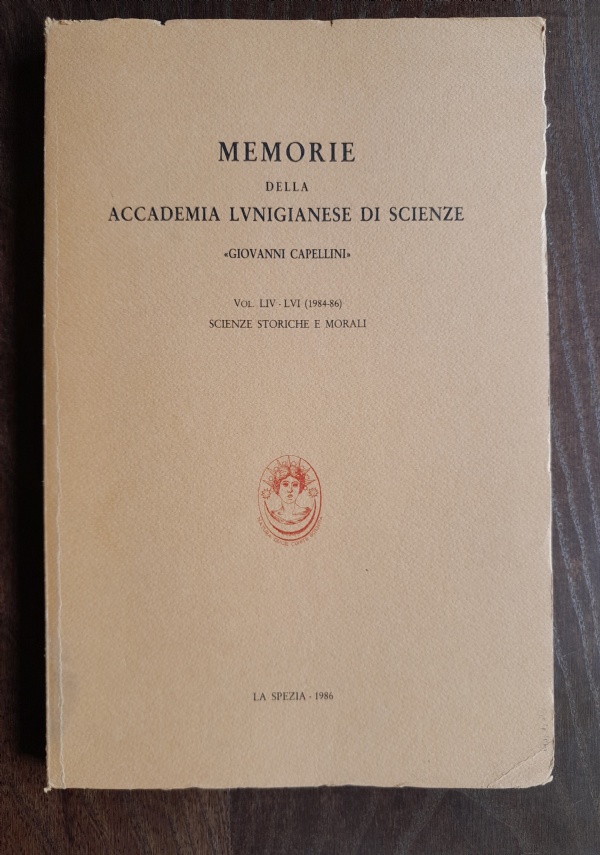 MEMORIE
DELLA
ACCADEMIA LVNIGIANESE DI SCIENZE
«GIOVANNI CAPELLINI»
VOL. LIV - LVI (1984-86)
SCIENZE STORICHE E MORALI
LA SPEZIA - 1986